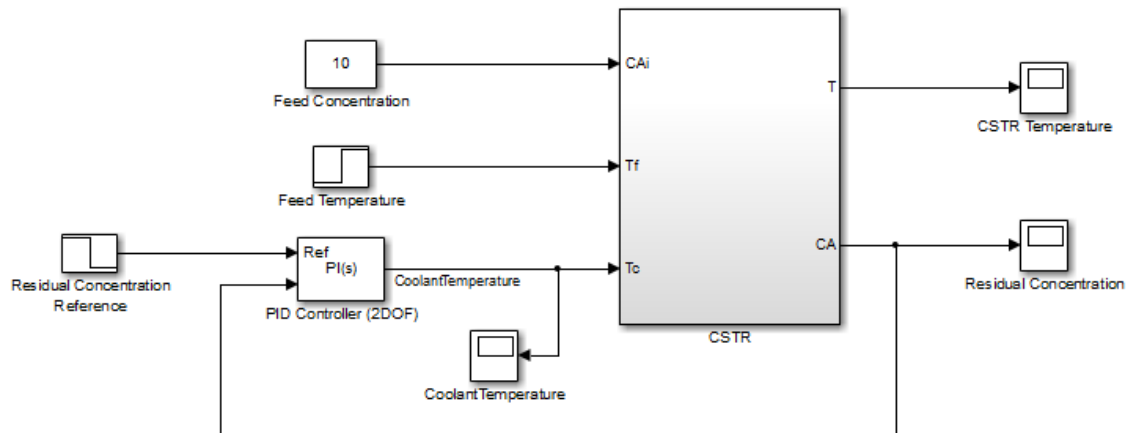 10
CAi
Feed Concentration
T
CSTR Temperature
Tf
Feed Temperature
Ref
PI(s)
CoolantTemperature
Tc
CA
Residual Concentration
Reference
PID Controller (2DOF)
CSTR
Residual Concentration
CoolantTemperature